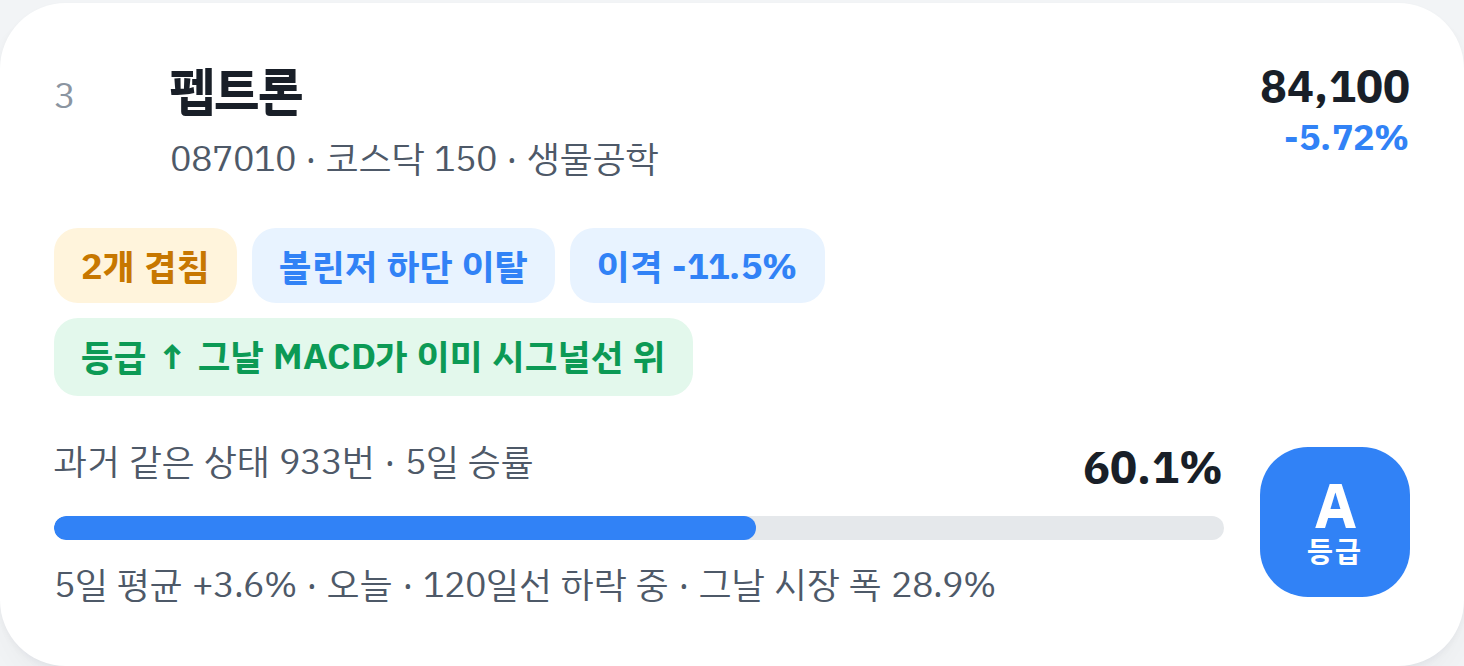 3 펩트론 84,100
-5.72%
087010 · 코스닥 150 · 생물공학
2개 겹침 볼린저 하단 이탈 이격 -11.5%
등급 ↑ 그날 MACD가 이미 시그널선 위
과거 같은 상태 933번 · 5일 승률 60.1%
A
등급
5일 평균 +3.6% · 오늘 · 120일선 하락 중 · 그날 시장 폭 28.9%